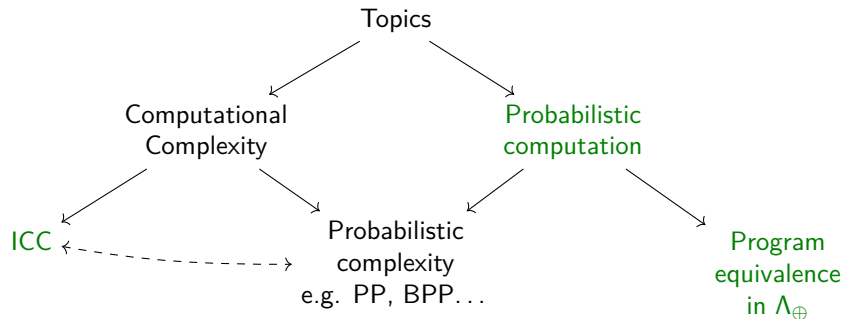 Topics
Computational
Complexity
Probabilistic
computation
ICC
Probabilistic
complexity
e.g. PP, BPP...
Program
equivalence
in Λ⊕